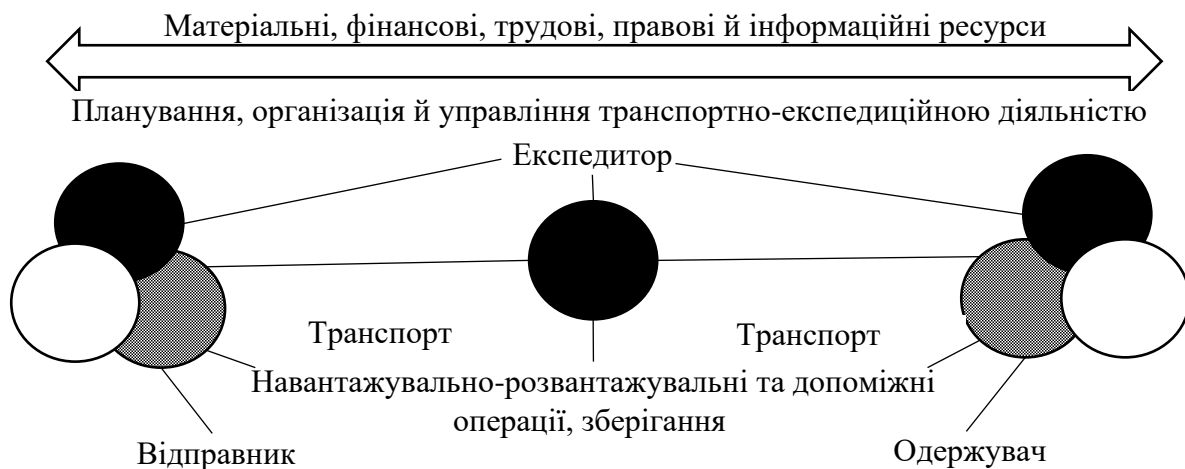 Матеріальні, фінансові, трудові, правові й інформаційні ресурси
Планування, організація й управління транспортно-експедиційною діяльністю
Експедитор
Транспорт
Транспорт
Навантажувально-розвантажувальні та допоміжні
операції, зберігання
Відправник
Одержувач